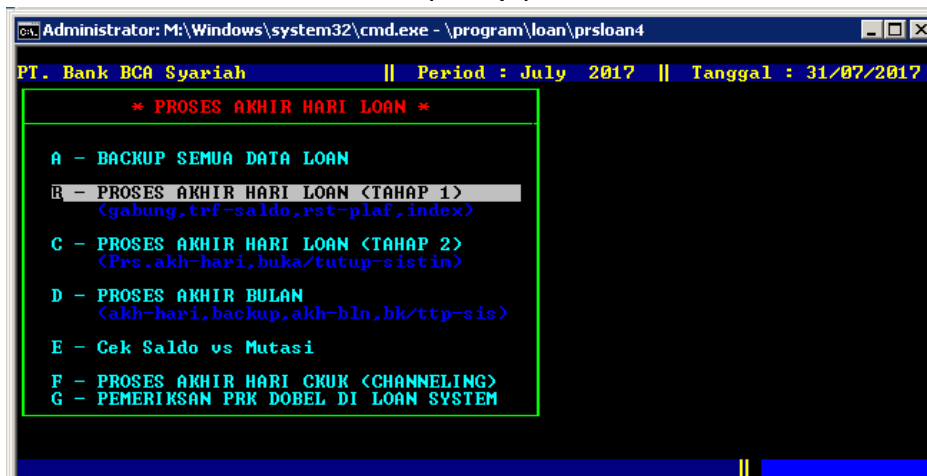 Administrator: M:\Windows\system32\cmd.exe - \program\loan\prsloan4
PT. Bank BCA Syariah || Period : July 2017 || Tanggal : 31/07/2017
* PROSES AKHIR HARI LOAN *
A - BACKUP SEMUA DATA LOAN
B - PROSES AKHIR HARI LOAN (TAHAP 1)
(gabung,trf-saldo,rst-plaf,index)
C - PROSES AKHIR HARI LOAN (TAHAP 2)
(Prs.akh-hari,buka/tutup-sistim)
D - PROSES AKHIR BULAN
(akh-hari,backup,akh-bln,bk/ttp-sis)
E - Cek Saldo vs Mutasi
F - PROSES AKHIR HARI CKUK (CHANNELING)
G - PEMERIKSAN PRK DOBEL DI LOAN SYSTEM
||